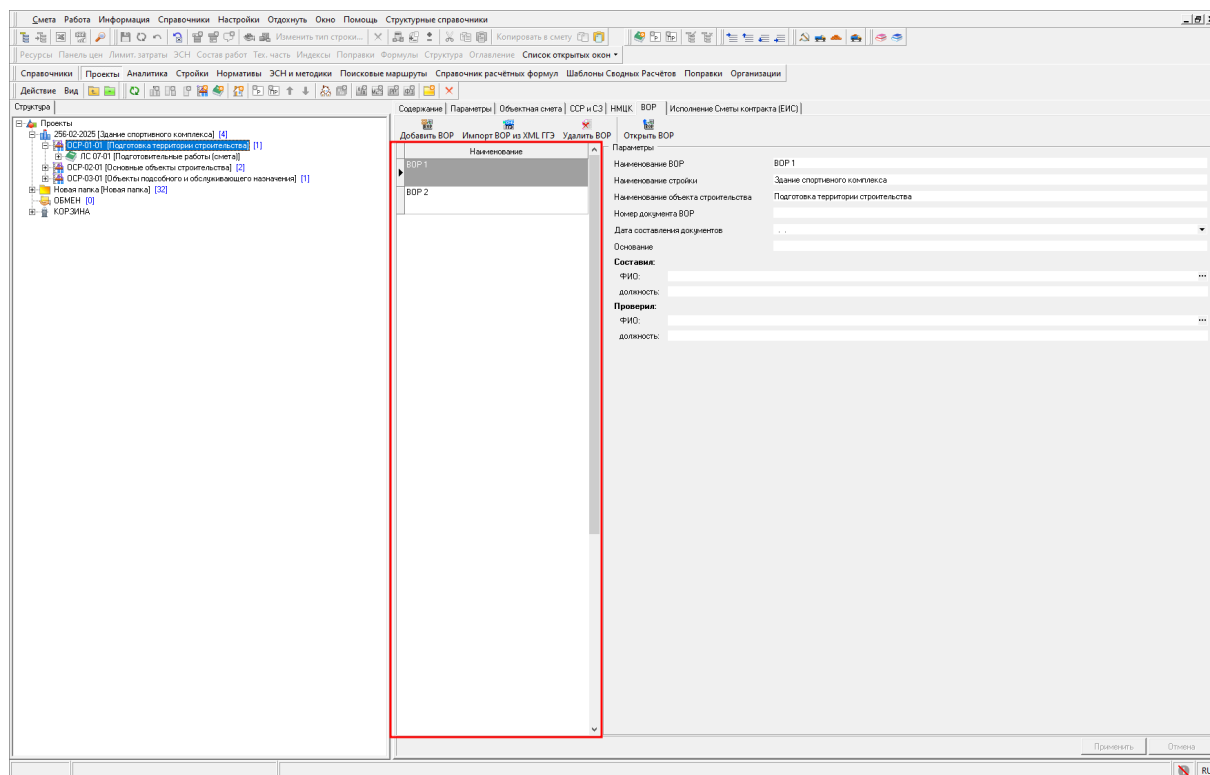 Смета Работа Информация Справочники Настройки Отдохнуть Окно Помощь Структурные справочники
Изменить тип строки... Копировать в смету
Ресурсы Панель цен Лимит. затраты ЭСН Состав работ Тех. часть Индексы Поправки Формулы Структура Оглавление Список открытых окон
Справочники Проекты Аналитика Стройки Нормативы ЭСН и методики Поисковые маршруты Справочник расчётных формул Шаблоны Сводных Расчётов Поправки Организации
Действие Вид
Структура
Проекты
256-02-2025 [Здание спортивного комплекса] [4]
ОСР-01-01 [Подготовка территории строительства] [1]
ЛС 07-01 [Подготовительные работы (смета)]
ОСР-02-01 [Основные объекты строительства] [2]
ОСР-03-01 [Объекты подсобного и обслуживающего назначения] [1]
Новая папка [Новая папка] [32]
ОБМЕН [0]
КОРЗИНА
Содержание Параметры Объектная смета ССР и СЗ НМЦК ВОР Исполнение Сметы контракта (ЕИС)
Добавить ВОР Импорт ВОР из XML ГГЭ Удалить ВОР Открыть ВОР
Наименование
ВОР 1
ВОР 2
Параметры
Наименование ВОР ВОР 1
Наименование стройки Здание спортивного комплекса
Наименование объекта строительства Подготовка территории строительства
Номер документа ВОР
Дата составления документов . .
Основание
Составил:
ФИО: ...
должность:
Проверил:
ФИО: ...
должность:
Применить Отмена
RU